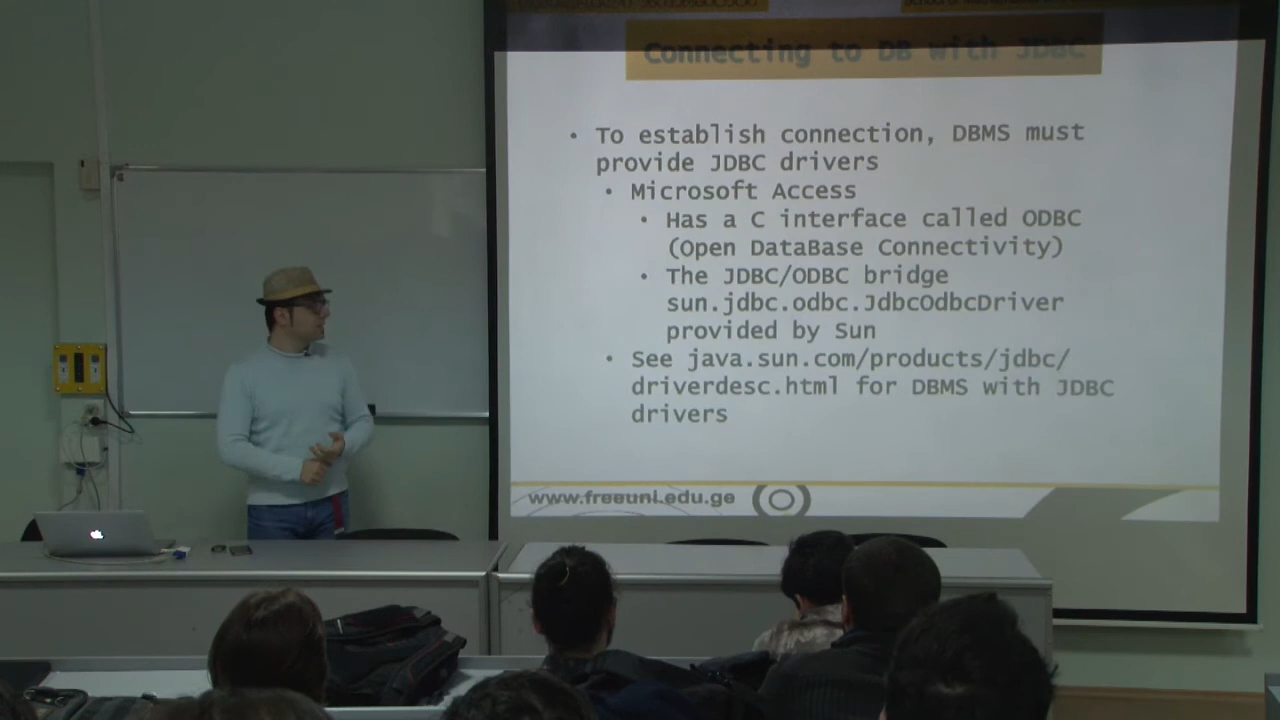 Connecting to DB with JDBC
• To establish connection, DBMS must
provide JDBC drivers
• Microsoft Access
• Has a C interface called ODBC
(Open DataBase Connectivity)
• The JDBC/ODBC bridge
sun.jdbc.odbc.JdbcOdbcDriver
provided by Sun
• See java.sun.com/products/jdbc/
driverdesc.html for DBMS with JDBC
drivers
www.freeuni.edu.ge